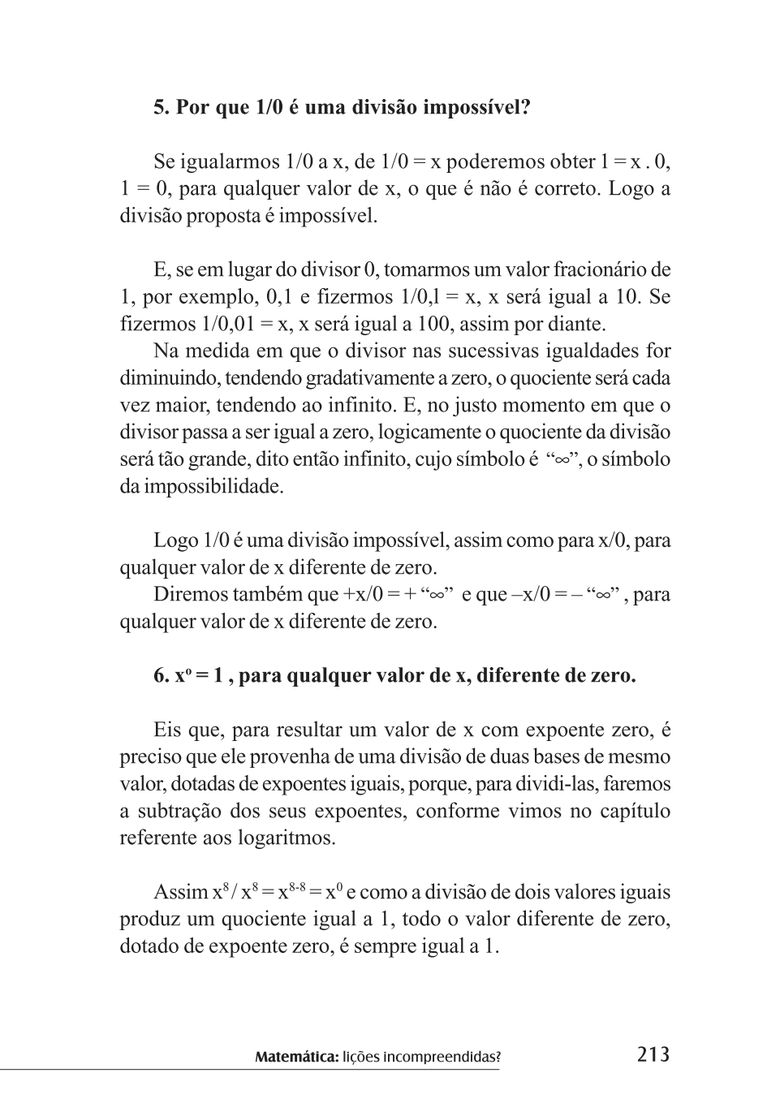 5. Por que 1/0 é uma divisão impossível?
Se igualarmos 1/0 a x, de 1/0 = x poderemos obter 1 = x . 0,
1 = 0, para qualquer valor de x, o que é não é correto. Logo a
divisão proposta é impossível.
E, se em lugar do divisor 0, tomarmos um valor fracionário de
1, por exemplo, 0,1 e fizermos 1/0,l = x, x será igual a 10. Se
fizermos 1/0,01 = x, x será igual a 100, assim por diante.
Na medida em que o divisor nas sucessivas igualdades for
diminuindo, tendendo gradativamente a zero, o quociente será cada
vez maior, tendendo ao infinito. E, no justo momento em que o
divisor passa a ser igual a zero, logicamente o quociente da divisão
será tão grande, dito então infinito, cujo símbolo é “∞”, o símbolo
da impossibilidade.
Logo 1/0 é uma divisão impossível, assim como para x/0, para
qualquer valor de x diferente de zero.
Diremos também que +x/0 = + “∞” e que –x/0 = – “∞” , para
qualquer valor de x diferente de zero.
6. xº = 1 , para qualquer valor de x, diferente de zero.
Eis que, para resultar um valor de x com expoente zero, é
preciso que ele provenha de uma divisão de duas bases de mesmo
valor, dotadas de expoentes iguais, porque, para dividi-las, faremos
a subtração dos seus expoentes, conforme vimos no capítulo
referente aos logaritmos.
Assim x⁸ / x⁸ = x⁸⁻⁸ = x⁰ e como a divisão de dois valores iguais
produz um quociente igual a 1, todo o valor diferente de zero,
dotado de expoente zero, é sempre igual a 1.
Matemática: lições incompreendidas? 213